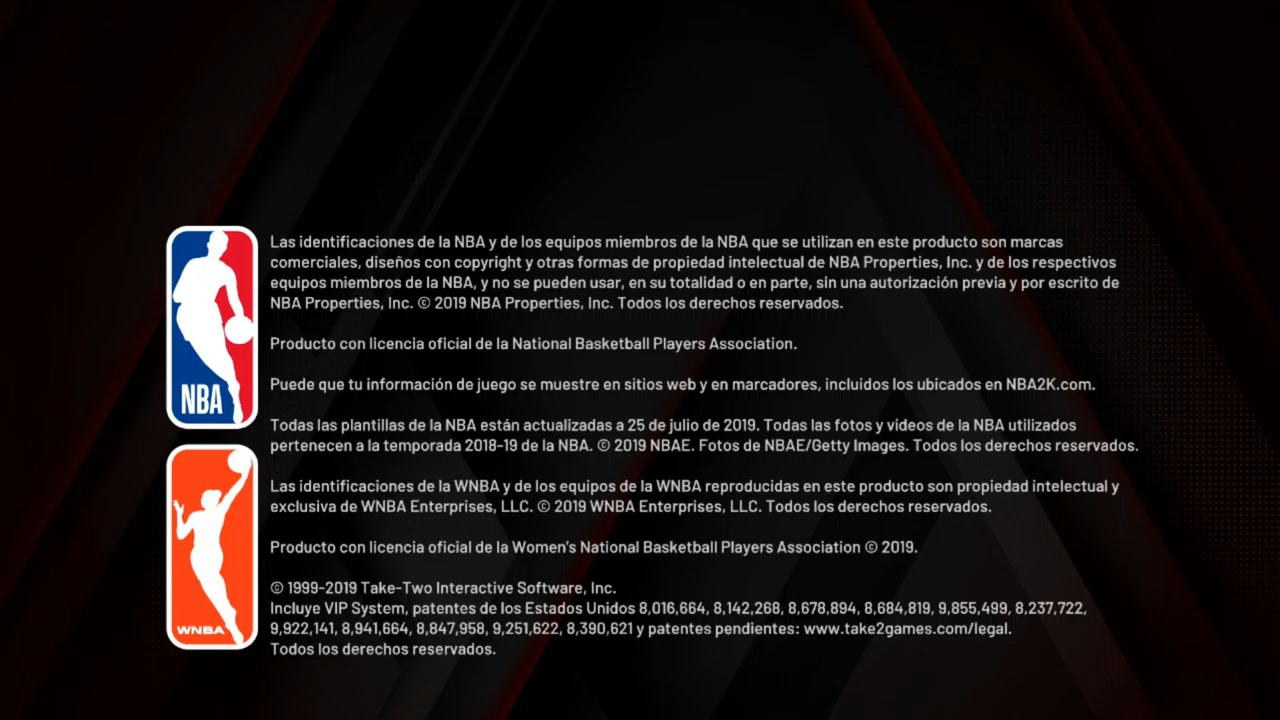 Las identificaciones de la NBA y de los equipos miembros de la NBA que se utilizan en este producto son marcas
comerciales, diseños con copyright y otras formas de propiedad intelectual de NBA Properties, Inc. y de los respectivos
equipos miembros de la NBA, y no se pueden usar, en su totalidad o en parte, sin una autorización previa y por escrito de
NBA Properties, Inc. © 2019 NBA Properties, Inc. Todos los derechos reservados.
Producto con licencia oficial de la National Basketball Players Association.
Puede que tu información de juego se muestre en sitios web y en marcadores, incluidos los ubicados en NBA2K.com.
NBA
Todas las plantillas de la NBA están actualizadas a 25 de julio de 2019. Todas las fotos y vídeos de la NBA utilizados
pertenecen a la temporada 2018-19 de la NBA. © 2019 NBAE. Fotos de NBAE/Getty Images. Todos los derechos reservados.
Las identificaciones de la WNBA y de los equipos de la WNBA reproducidas en este producto son propiedad intelectual y
exclusiva de WNBA Enterprises, LLC. © 2019 WNBA Enterprises, LLC. Todos los derechos reservados.
Producto con licencia oficial de la Women's National Basketball Players Association © 2019.
© 1999-2019 Take-Two Interactive Software, Inc.
Incluye VIP System, patentes de los Estados Unidos 8,016,664, 8,142,268, 8,678,894, 8,684,819, 9,855,499, 8,237,722,
9,922,141, 8,941,664, 8,847,958, 9,251,622, 8,390,621 y patentes pendientes: www.take2games.com/legal.
Todos los derechos reservados.
WNBA